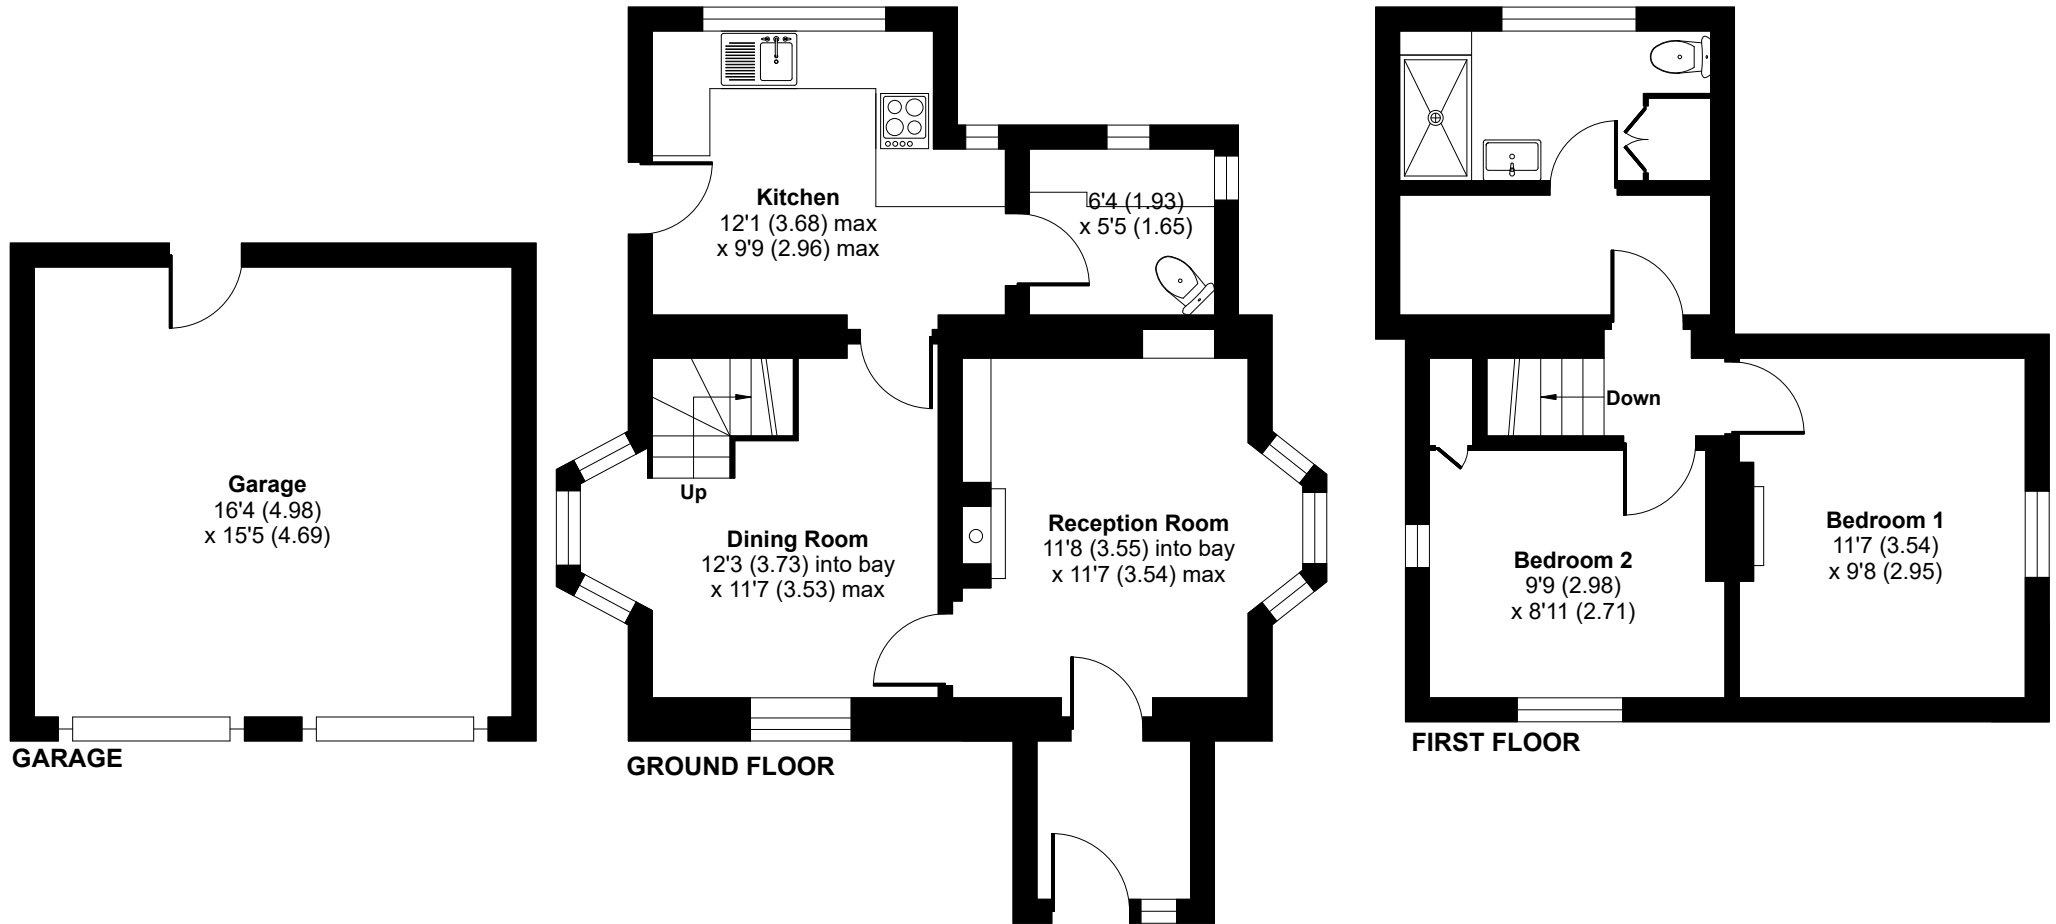 Kitchen
12'1 (3.68) max
x 9'9 (2.96) max
6'4 (1.93)
x 5'5 (1.65)
Garage
16'4 (4.98)
x 15'5 (4.69)
GARAGE
Up
Dining Room
12'3 (3.73) into bay
x 11'7 (3.53) max
Reception Room
11'8 (3.55) into bay
x 11'7 (3.54) max
GROUND FLOOR
Down
Bedroom 2
9'9 (2.98)
x 8'11 (2.71)
Bedroom 1
11'7 (3.54)
x 9'8 (2.95)
FIRST FLOOR